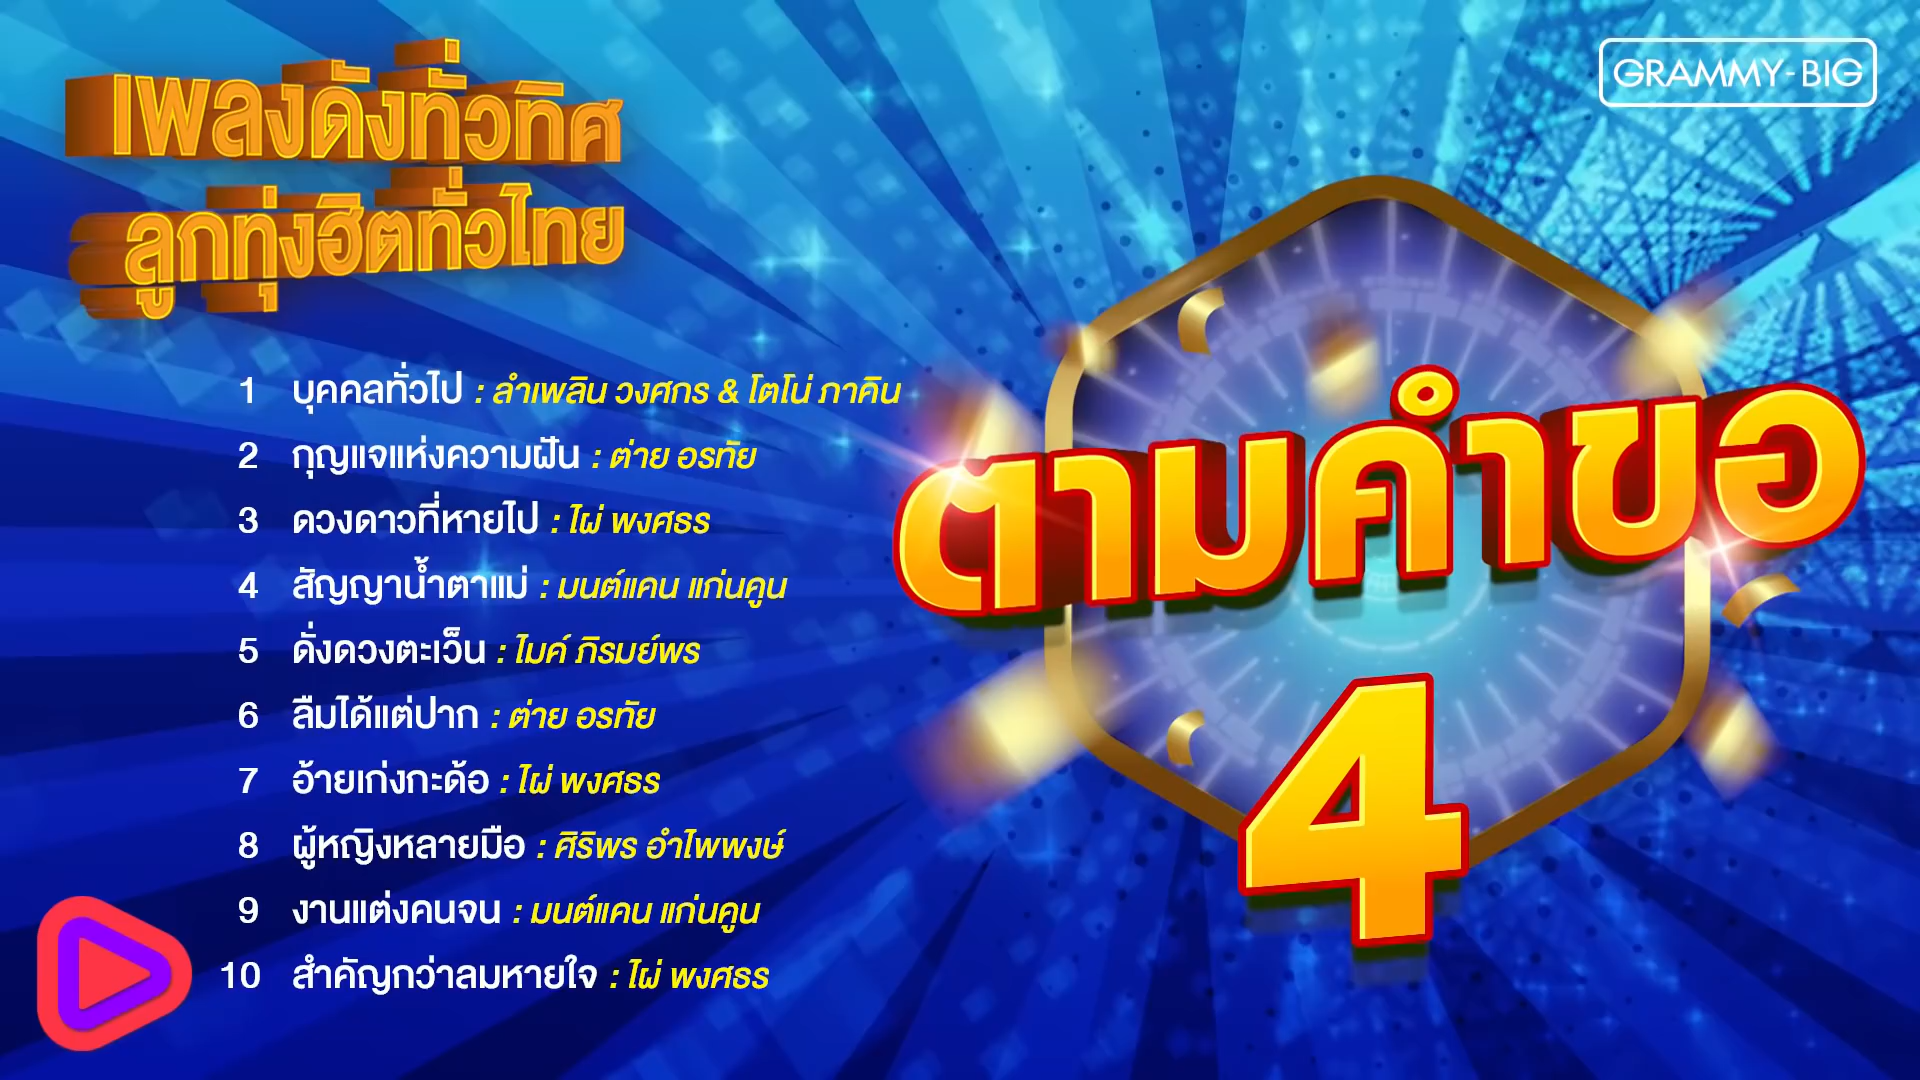 เพลงดังทั่วทิศ
ลูกทุ่งฮิตทั่วไทย
GRAMMY-BIG
1 บุคคลทั่วไป : ลำเพลิน วงศกร & โตโน่ ภาคิน
2 กุญแจแห่งความฝัน : ต่าย อรทัย
3 ดวงดาวที่หายไป : ไผ่ พงศธร
4 สัญญาน้ำตาแม่ : มนต์แคน แก่นคูน
5 ดั่งดวงตะเว็น : ไมค์ ภิรมย์พร
6 ลืมได้แต่ปาก : ต่าย อรทัย
7 อ้ายเก่งกะด้อ : ไผ่ พงศธร
8 ผู้หญิงหลายมือ : ศิริพร อำไพพงษ์
9 งานแต่งคนจน : มนต์แคน แก่นคูน
10 สำคัญกว่าลมหายใจ : ไผ่ พงศธร
ตามคำขอ
4